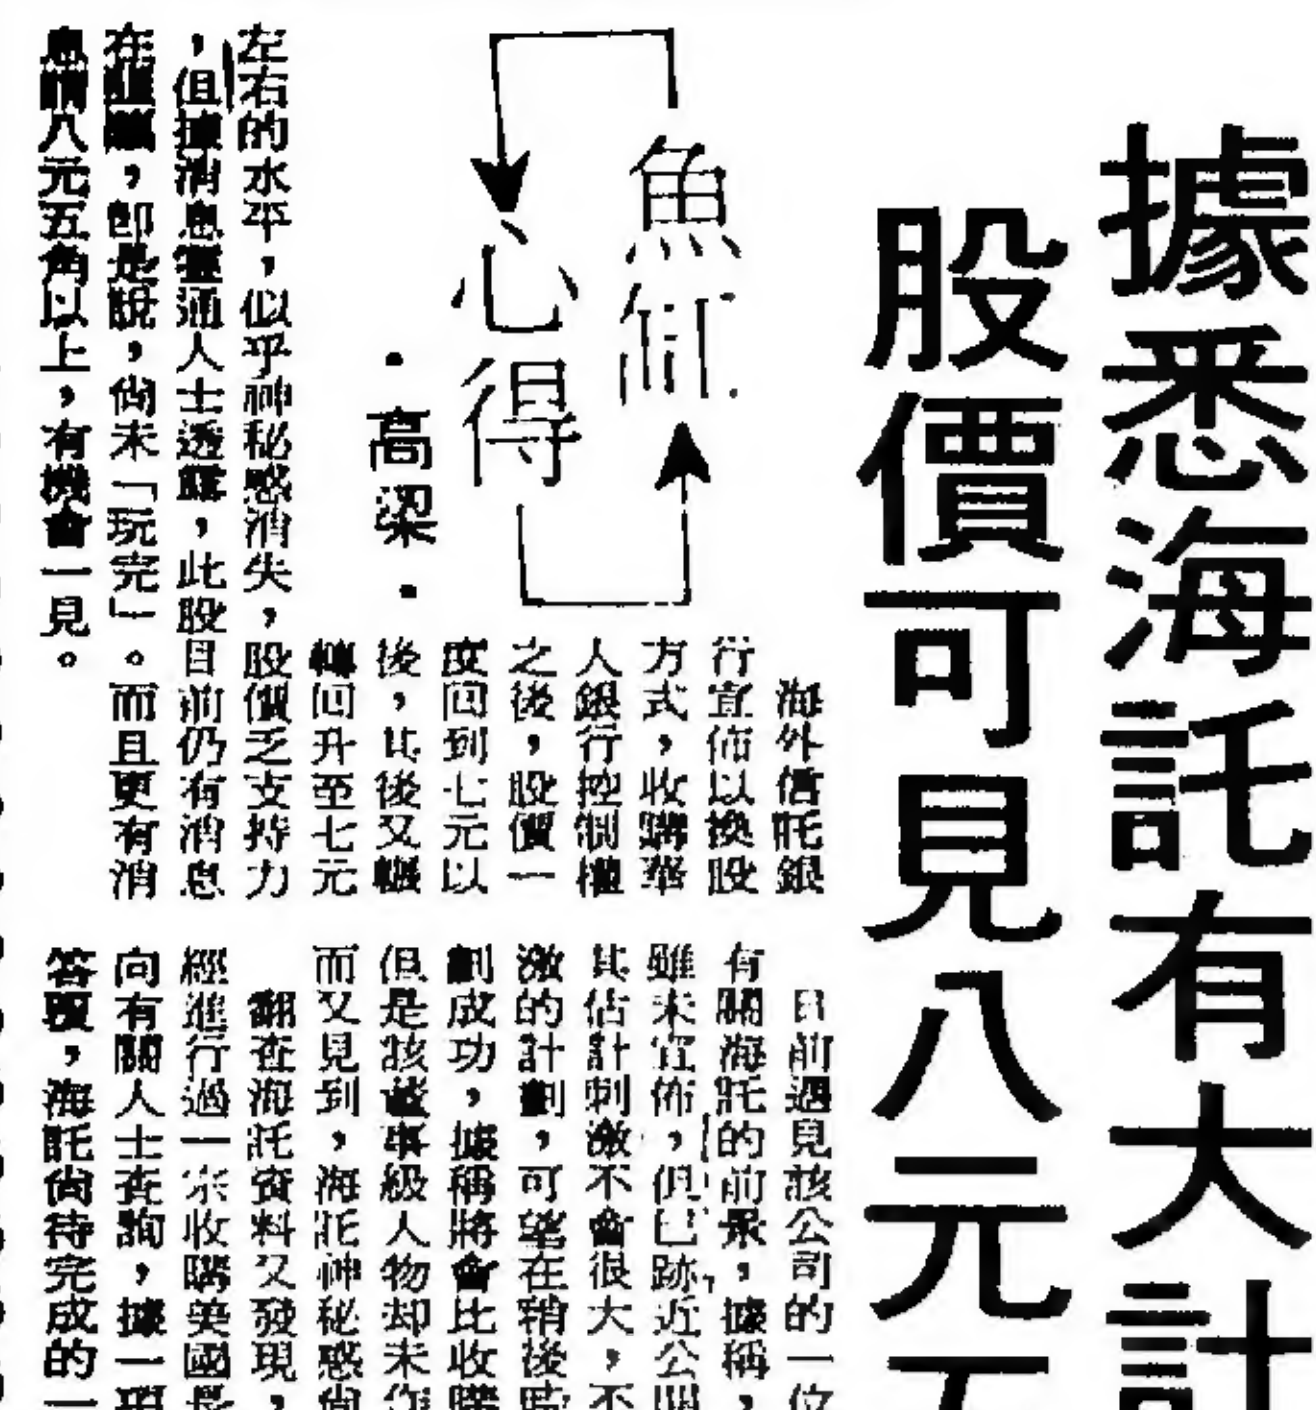 據悉海託有大計
股價可見八元五
魚缸
心得
·高梁·
海外信託銀
行宣佈以換股
方式,收購華
人銀行控制權
之後,股價一
度回到七元以
後,其後又輾
轉回升至七元
左右的水平,似乎神秘感消失,股價乏支持力
,但據消息靈通人士透露,此股目前仍有消息
在醞釀,即是說,尚未「玩完」。而且更有消
息謂八元五角以上,有機會一見。
日前遇見該公司的一位
有關海託的前景,據稱,
雖未宣佈,但已跡近公開
其估計刺激不會很大,不
激的計劃,可望在稍後時
劃成功,據稱將會比收購
但是該董事級人物却未作
而又見到,海託神秘感尚
翻查海託資料又發現,
經進行過一宗收購美國長
向有關人士查詢,據一項
答覆,海託尚待完成的一